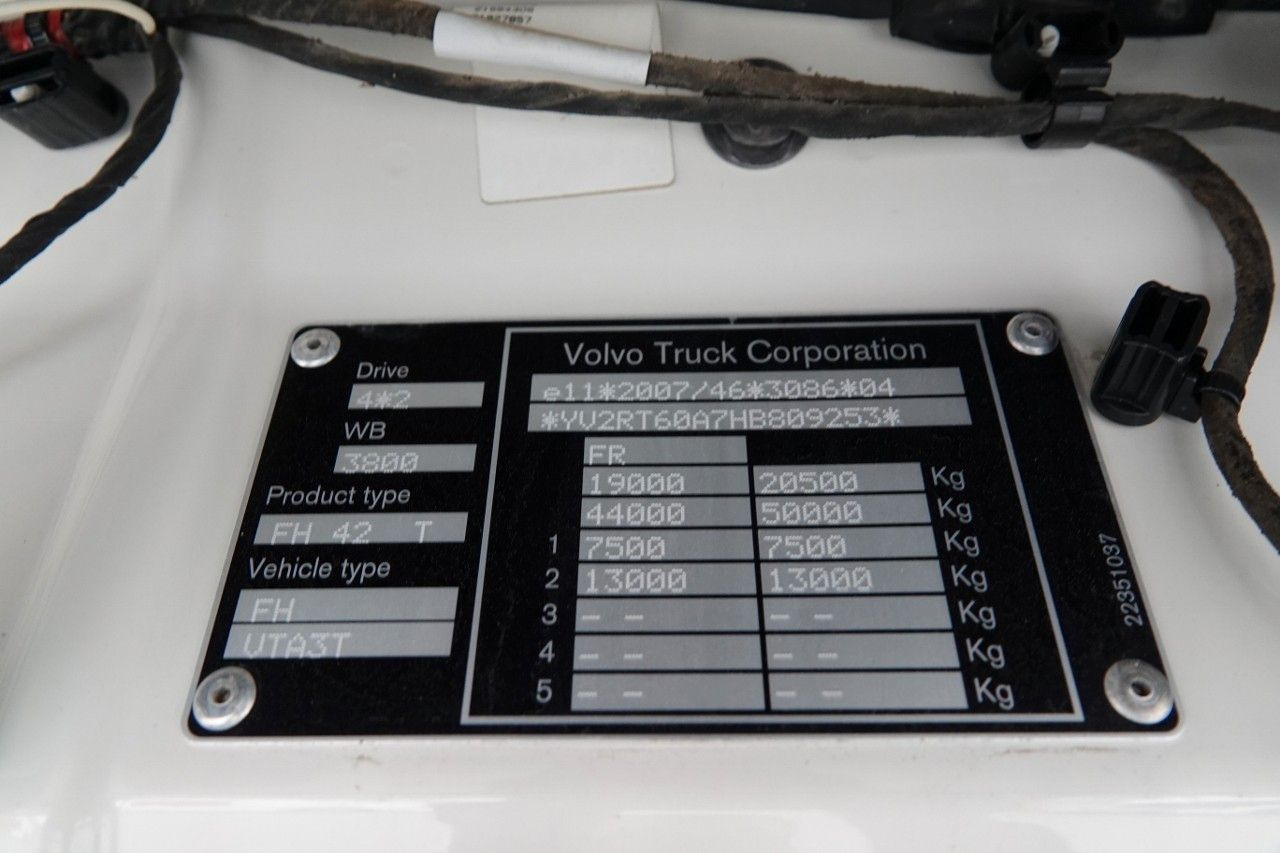 Volvo Truck Corporation
e11*2007/46*3086*04
*YV2RT60A7HB809253*
Drive
4*2
WB
3800
Product type
FH 42 T
Vehicle type
FH
VTA3T
FR
19000 20500 Kg
44000 50000 Kg
1 7500 7500 Kg
2 13000 13000 Kg
3 -- -- Kg
4 -- -- Kg
5 -- -- Kg
22351037